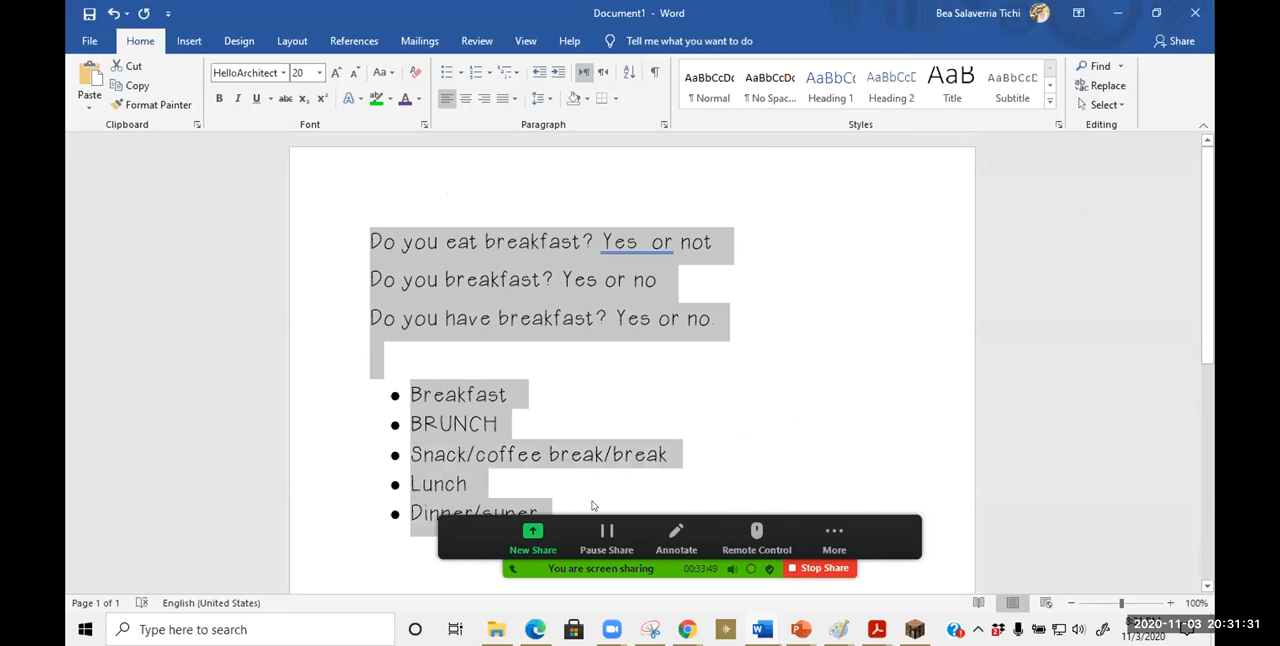 Document1 - Word
Bea Salaverria Tichi
File Home Insert Design Layout References Mailings Review View Help Tell me what you want to do Share
Paste Cut Copy Format Painter
HelloArchitect 20
AaBbCcDc AaBbCcDc AaBbCc AaBbCcD AaB AaBbCcD
¶ Normal ¶ No Spac... Heading 1 Heading 2 Title Subtitle
Find Replace Select
Clipboard Font Paragraph Styles Editing
Do you eat breakfast? Yes or not
Do you breakfast? Yes or no
Do you have breakfast? Yes or no.
Breakfast
BRUNCH
Snack/coffee break/break
Lunch
Dinner/super
New Share Pause Share Annotate Remote Control More
You are screen sharing 00:33:49 Stop Share
Page 1 of 1 English (United States) 100%
Type here to search
2020-11-03 20:31:31
11/3/2020